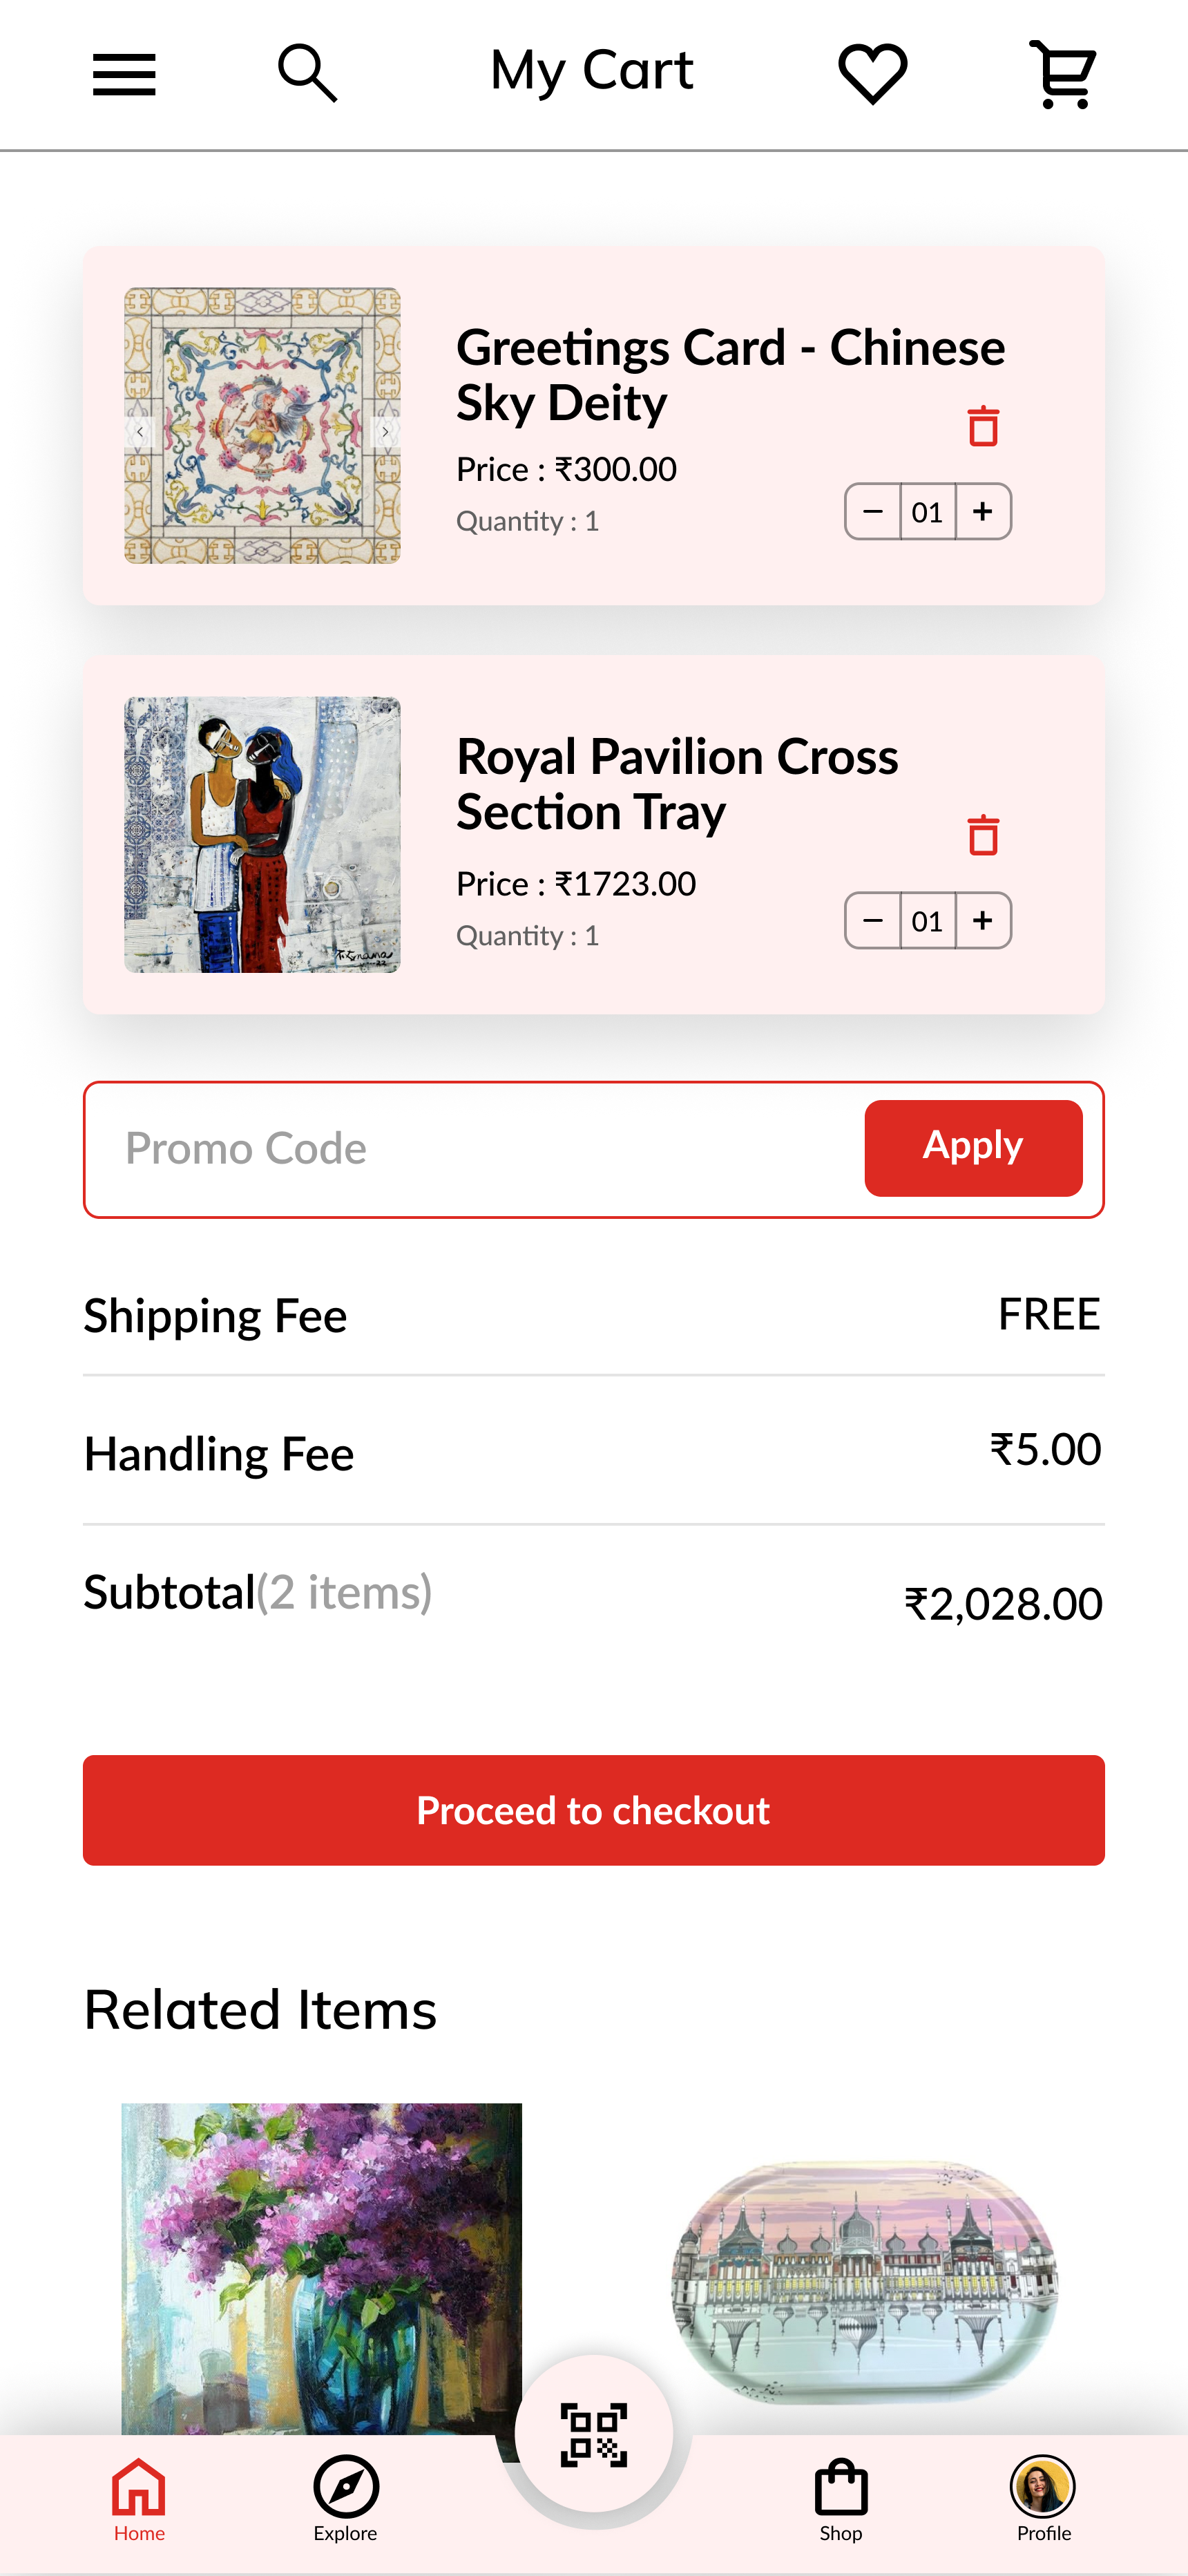 My Cart
Greetings Card - Chinese
Sky Deity
Price : ₹300.00
Quantity : 1
01
Royal Pavilion Cross
Section Tray
Price : ₹1723.00
Quantity : 1
01
Promo Code
Apply
Shipping Fee
FREE
Handling Fee
₹5.00
Subtotal(2 items)
₹2,028.00
Proceed to checkout
Related Items
Home
Explore
Shop
Profile